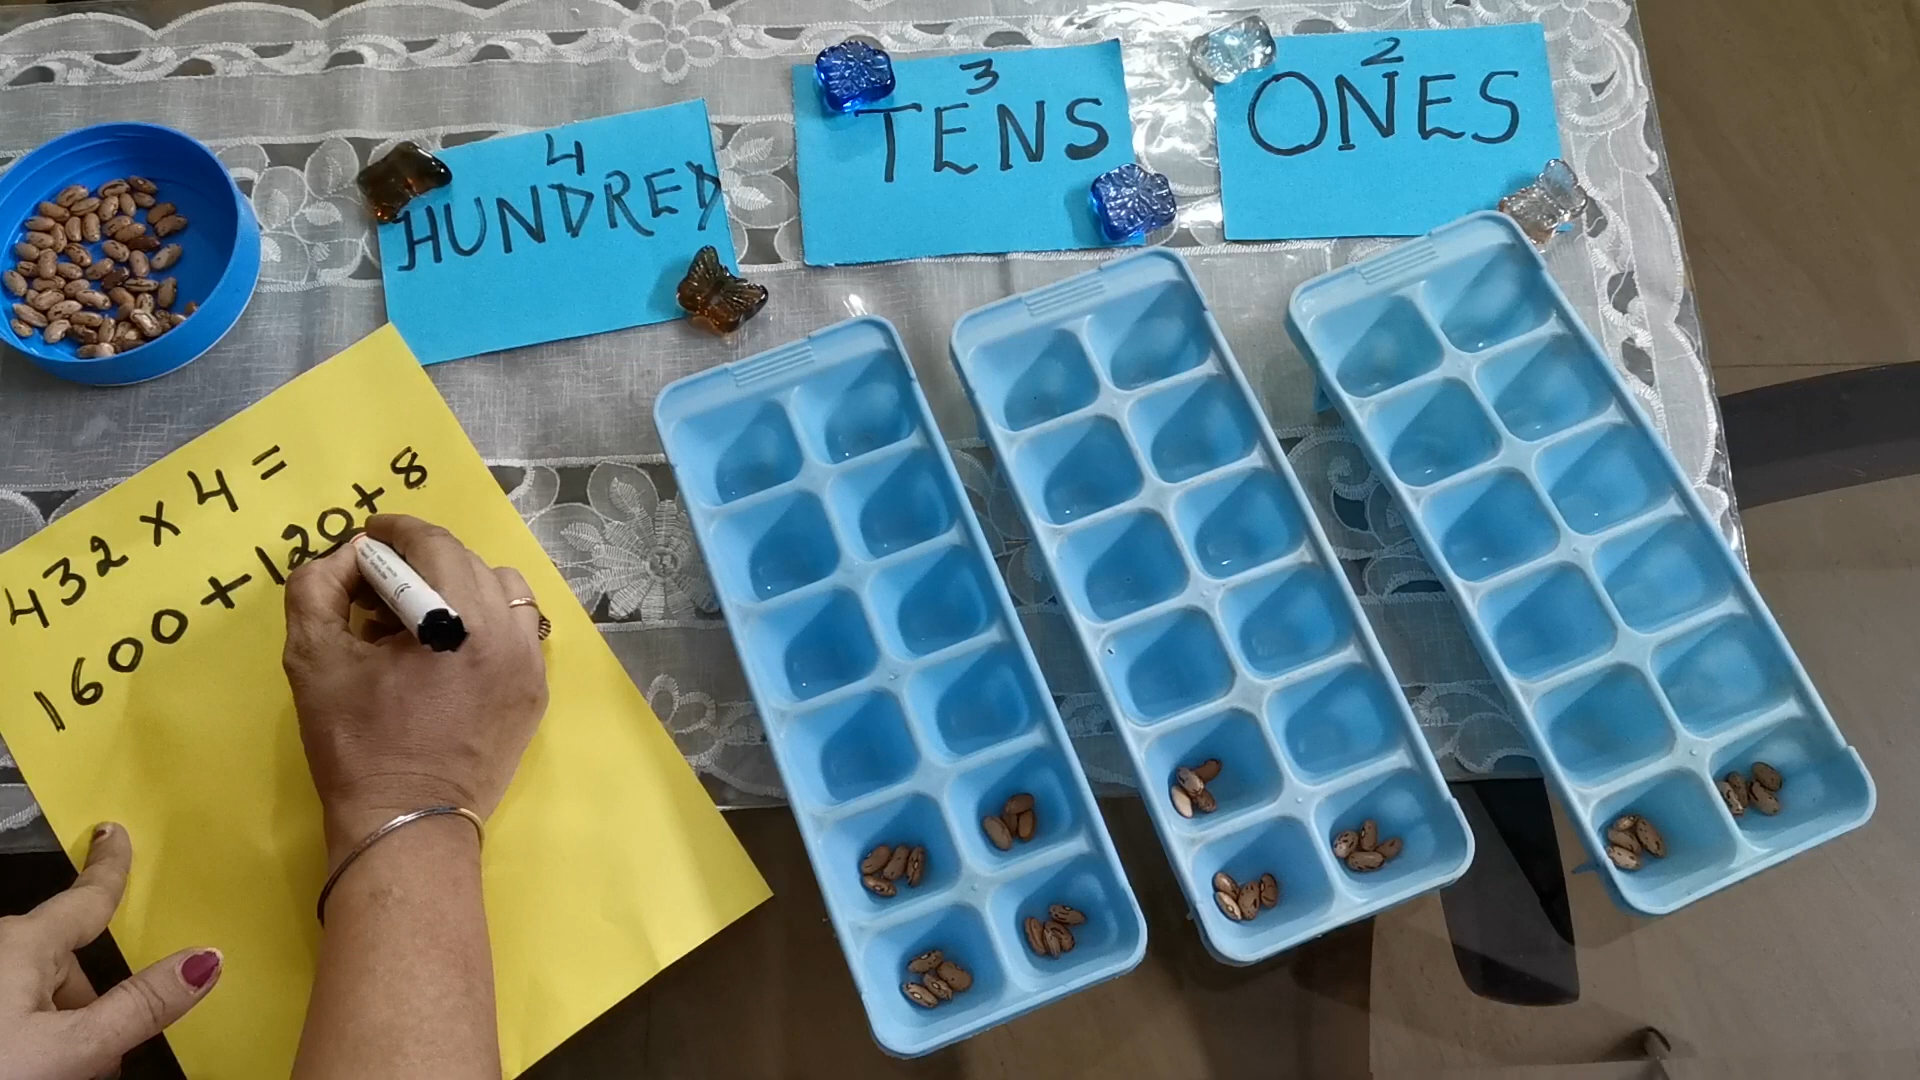 4
HUNDRED
3
TENS
2
ONES
432 × 4 =
1600 + 120 + 8